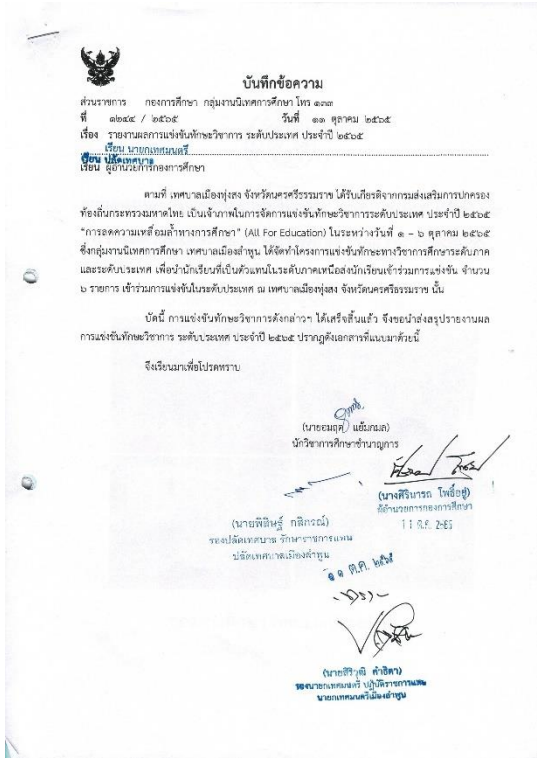 บันทึกข้อความ
ส่วนราชการ กองการศึกษา กลุ่มงานนิเทศการศึกษา โทร ๑๓๓
ที่ ๑๒๔๔ / ๒๕๖๕ วันที่ ๑๑ ตุลาคม ๒๕๖๕
เรื่อง รายงานผลการแข่งขันทักษะวิชาการ ระดับประเทศ ประจำปี ๒๕๖๕
เรียน นายกเทศมนตรี
เรียน ปลัดเทศบาล
เรียน ผู้อำนวยการกองการศึกษา
ตามที่ เทศบาลเมืองทุ่งสง จังหวัดนครศรีธรรมราช ได้รับเกียรติจากกรมส่งเสริมการปกครอง
ท้องถิ่นกระทรวงมหาดไทย เป็นเจ้าภาพในการจัดการแข่งขันทักษะวิชาการระดับประเทศ ประจำปี ๒๕๖๕
“การลดความเหลื่อมล้ำทางการศึกษา” (All For Education) ในระหว่างวันที่ ๑ – ๖ ตุลาคม ๒๕๖๕
ซึ่งกลุ่มงานนิเทศการศึกษา เทศบาลเมืองลำพูน ได้จัดทำโครงการแข่งขันทักษะทางวิชาการศึกษาระดับภาค
และระดับประเทศ เพื่อนำนักเรียนที่เป็นตัวแทนในระดับภาคเหนือส่งนักเรียนเข้าร่วมการแข่งขัน จำนวน
๖ รายการ เข้าร่วมการแข่งขันในระดับประเทศ ณ เทศบาลเมืองทุ่งสง จังหวัดนครศรีธรรมราช นั้น
บัดนี้ การแข่งขันทักษะวิชาการดังกล่าวฯ ได้เสร็จสิ้นแล้ว จึงขอนำส่งสรุปรายงานผล
การแข่งขันทักษะวิชาการ ระดับประเทศ ประจำปี ๒๕๖๕ ปรากฏดังเอกสารที่แนบมาด้วยนี้
จึงเรียนมาเพื่อโปรดทราบ
(นายอมฤต แย้มกมล)
นักวิชาการศึกษาชำนาญการ
(นางศิรินารถ โพธิ์อยู่)
ผู้อำนวยการกองการศึกษา
11 ต.ค. 2565
(นายพิสิษฐ์ กสิกรณ์)
รองปลัดเทศบาล รักษาราชการแทน
ปลัดเทศบาลเมืองลำพูน
๑๑ ต.ค. ๒๕๖๕
(นายสิริวุฒิ คำธิตา)
รองนายกเทศมนตรี ปฏิบัติราชการแทน
นายกเทศมนตรีเมืองลำพูน